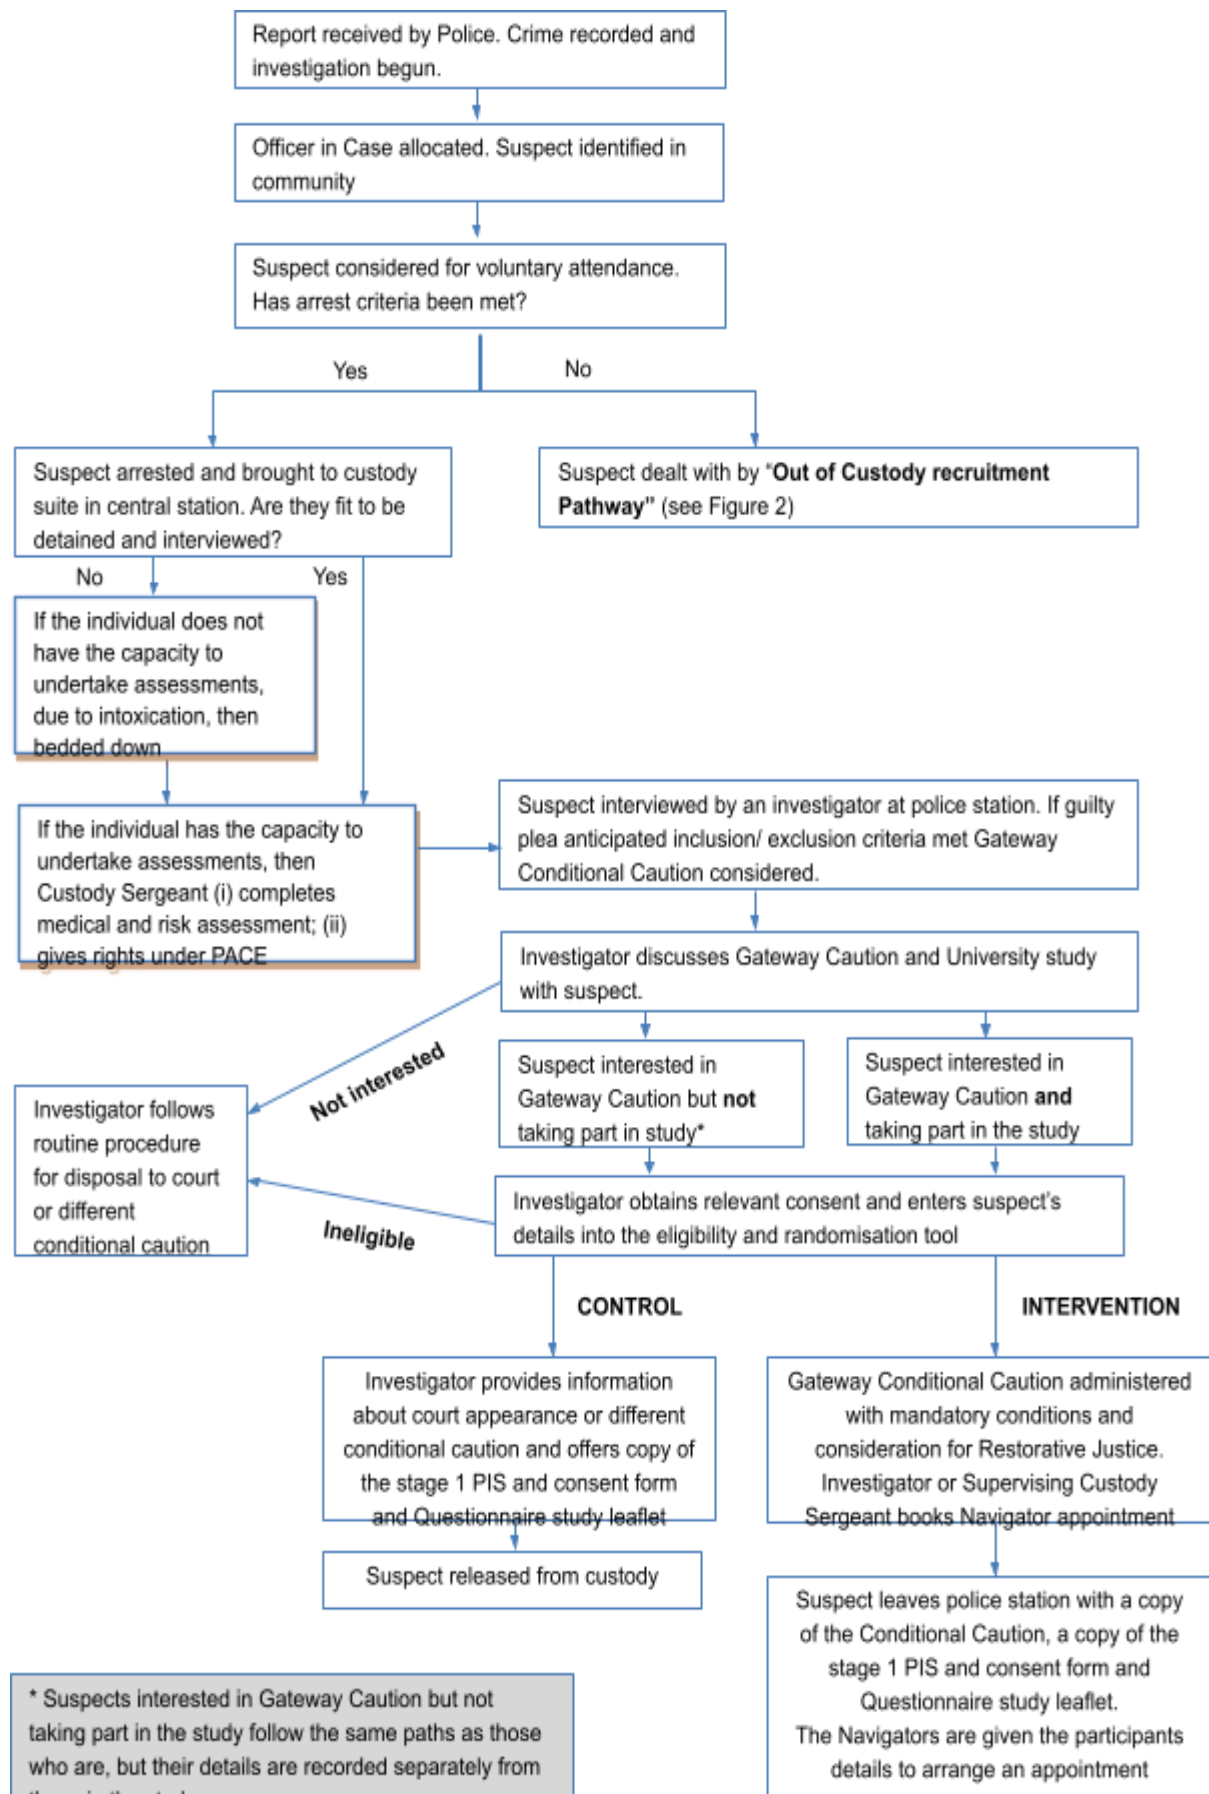 Report received by Police. Crime recorded and
investigation begun.
Officer in Case allocated. Suspect identified in
community
Suspect considered for voluntary attendance.
Has arrest criteria been met?
Yes
No
Suspect arrested and brought to custody
suite in central station. Are they fit to be
detained and interviewed?
Suspect dealt with by “Out of Custody recruitment
Pathway” (see Figure 2)
No
Yes
If the individual does not
have the capacity to
undertake assessments,
due to intoxication, then
bedded down
If the individual has the capacity to
undertake assessments, then
Custody Sergeant (i) completes
medical and risk assessment; (ii)
gives rights under PACE
Suspect interviewed by an investigator at police station. If guilty
plea anticipated inclusion/ exclusion criteria met Gateway
Conditional Caution considered.
Investigator discusses Gateway Caution and University study
with suspect.
Not interested
Suspect interested in
Gateway Caution but not
taking part in study*
Suspect interested in
Gateway Caution and
taking part in the study
Investigator follows
routine procedure
for disposal to court
or different
conditional caution
Ineligible
Investigator obtains relevant consent and enters suspect's
details into the eligibility and randomisation tool
CONTROL
INTERVENTION
Investigator provides information
about court appearance or different
conditional caution and offers copy of
the stage 1 PIS and consent form
and Questionnaire study leaflet
Suspect released from custody
Gateway Conditional Caution administered
with mandatory conditions and
consideration for Restorative Justice.
Investigator or Supervising Custody
Sergeant books Navigator appointment
Suspect leaves police station with a copy
of the Conditional Caution, a copy of the
stage 1 PIS and consent form and
Questionnaire study leaflet.
The Navigators are given the participants
details to arrange an appointment
* Suspects interested in Gateway Caution but not
taking part in the study follow the same paths as those
who are, but their details are recorded separately from